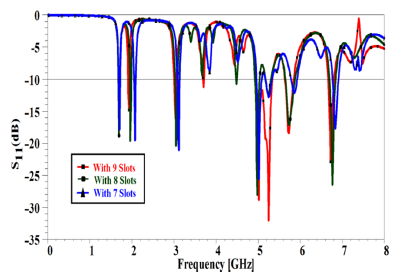 0
-5
-10
-15
-20
-25
-30
-35
S11(dB)
With 9 Slots
With 8 Slots
With 7 Slots
0 1 2 3 4 5 6 7 8
Frequency [GHz]